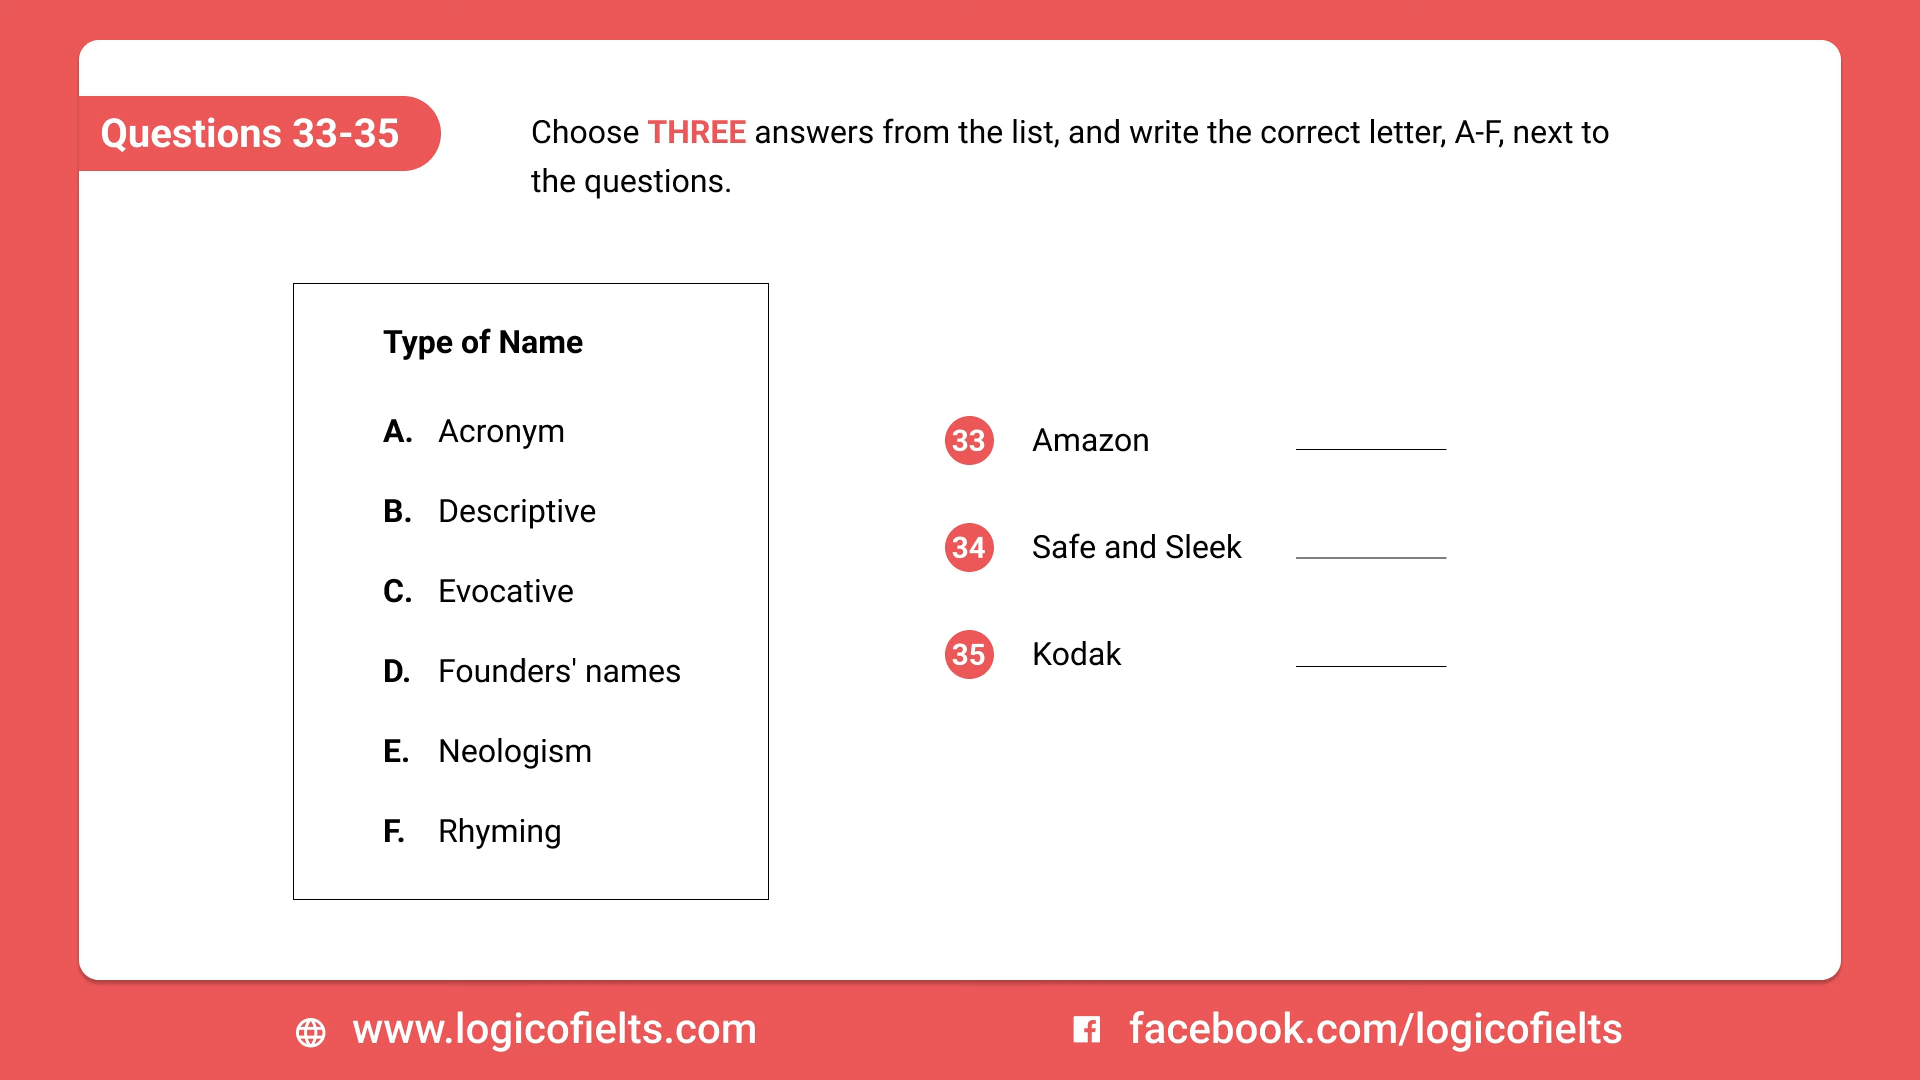 Questions 33-35
Choose THREE answers from the list, and write the correct letter, A-F, next to
the questions.
Type of Name
A. Acronym
B. Descriptive
C. Evocative
D. Founders' names
E. Neologism
F. Rhyming
33 Amazon
34 Safe and Sleek
35 Kodak
www.logicofielts.com
facebook.com/logicofielts